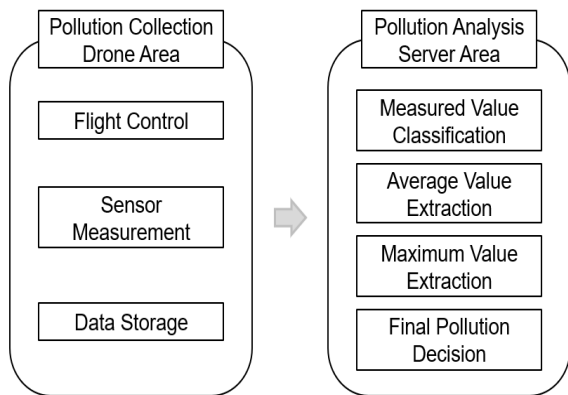 Pollution Collection
Drone Area
Flight Control
Sensor
Measurement
Data Storage
Pollution Analysis
Server Area
Measured Value
Classification
Average Value
Extraction
Maximum Value
Extraction
Final Pollution
Decision